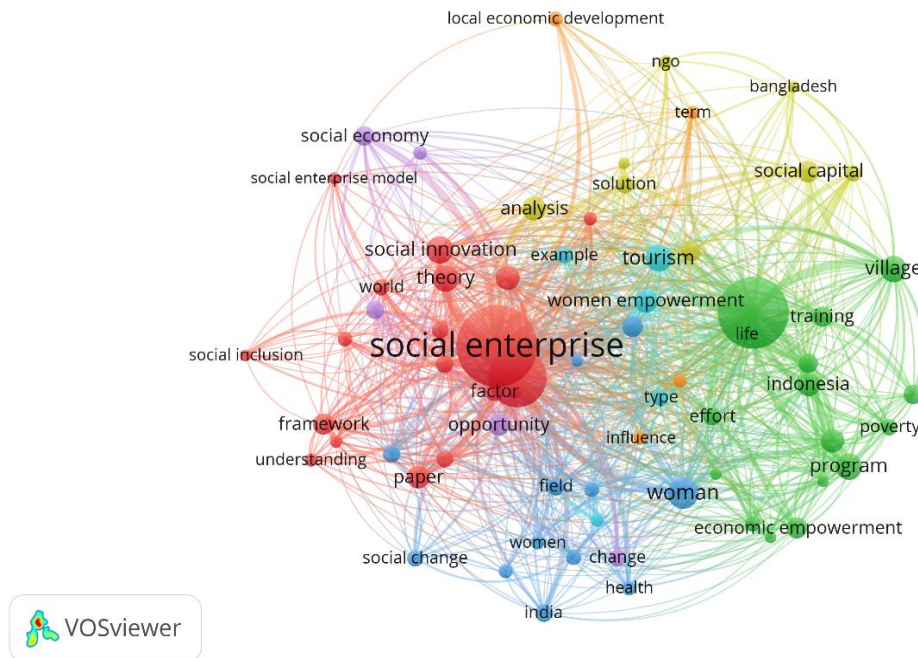 local economic development
ngo
bangladesh
term
social economy
social enterprise model
solution
social capital
analysis
social innovation
example
tourism
village
theory
world
women empowerment
training
life
social enterprise
social inclusion
factor
type
indonesia
opportunity
effort
poverty
framework
influence
understanding
paper
program
field
woman
economic empowerment
women
social change
change
health
india
VOSviewer